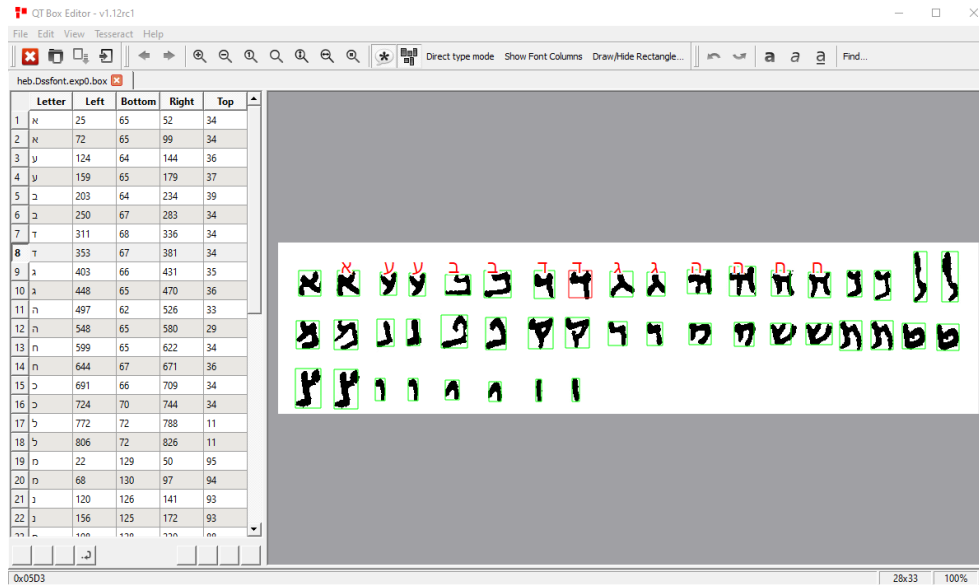 QT Box Editor - v1.12rc1
File Edit View Tesseract Help
Direct type mode Show Font Columns Draw/Hide Rectangle... a a a Find...
heb.Dssfont.exp0.box
Letter Left Bottom Right Top
1 א 25 65 52 34
2 א 72 65 99 34
3 ע 124 64 144 36
4 ע 159 65 179 37
5 ב 203 64 234 39
6 ב 250 67 283 34
7 ד 311 68 336 34
8 ד 353 67 381 34
9 ג 403 66 431 35
10 ג 448 65 470 36
11 ה 497 62 526 33
12 ה 548 65 580 29
13 ח 599 65 622 34
14 ח 644 67 671 36
15 כ 691 66 709 34
16 כ 724 70 744 34
17 ל 772 72 788 11
18 ל 806 72 826 11
19 מ 22 129 50 95
20 מ 68 130 97 94
21 נ 120 126 141 93
22 נ 156 125 172 93
א ע ע ב ב ד ד ג ג ה ה ח ח
א א ע ע ב ב ד ד ג ג ה ה ח ח כ כ ל ל
0x05D3 28x33 100%